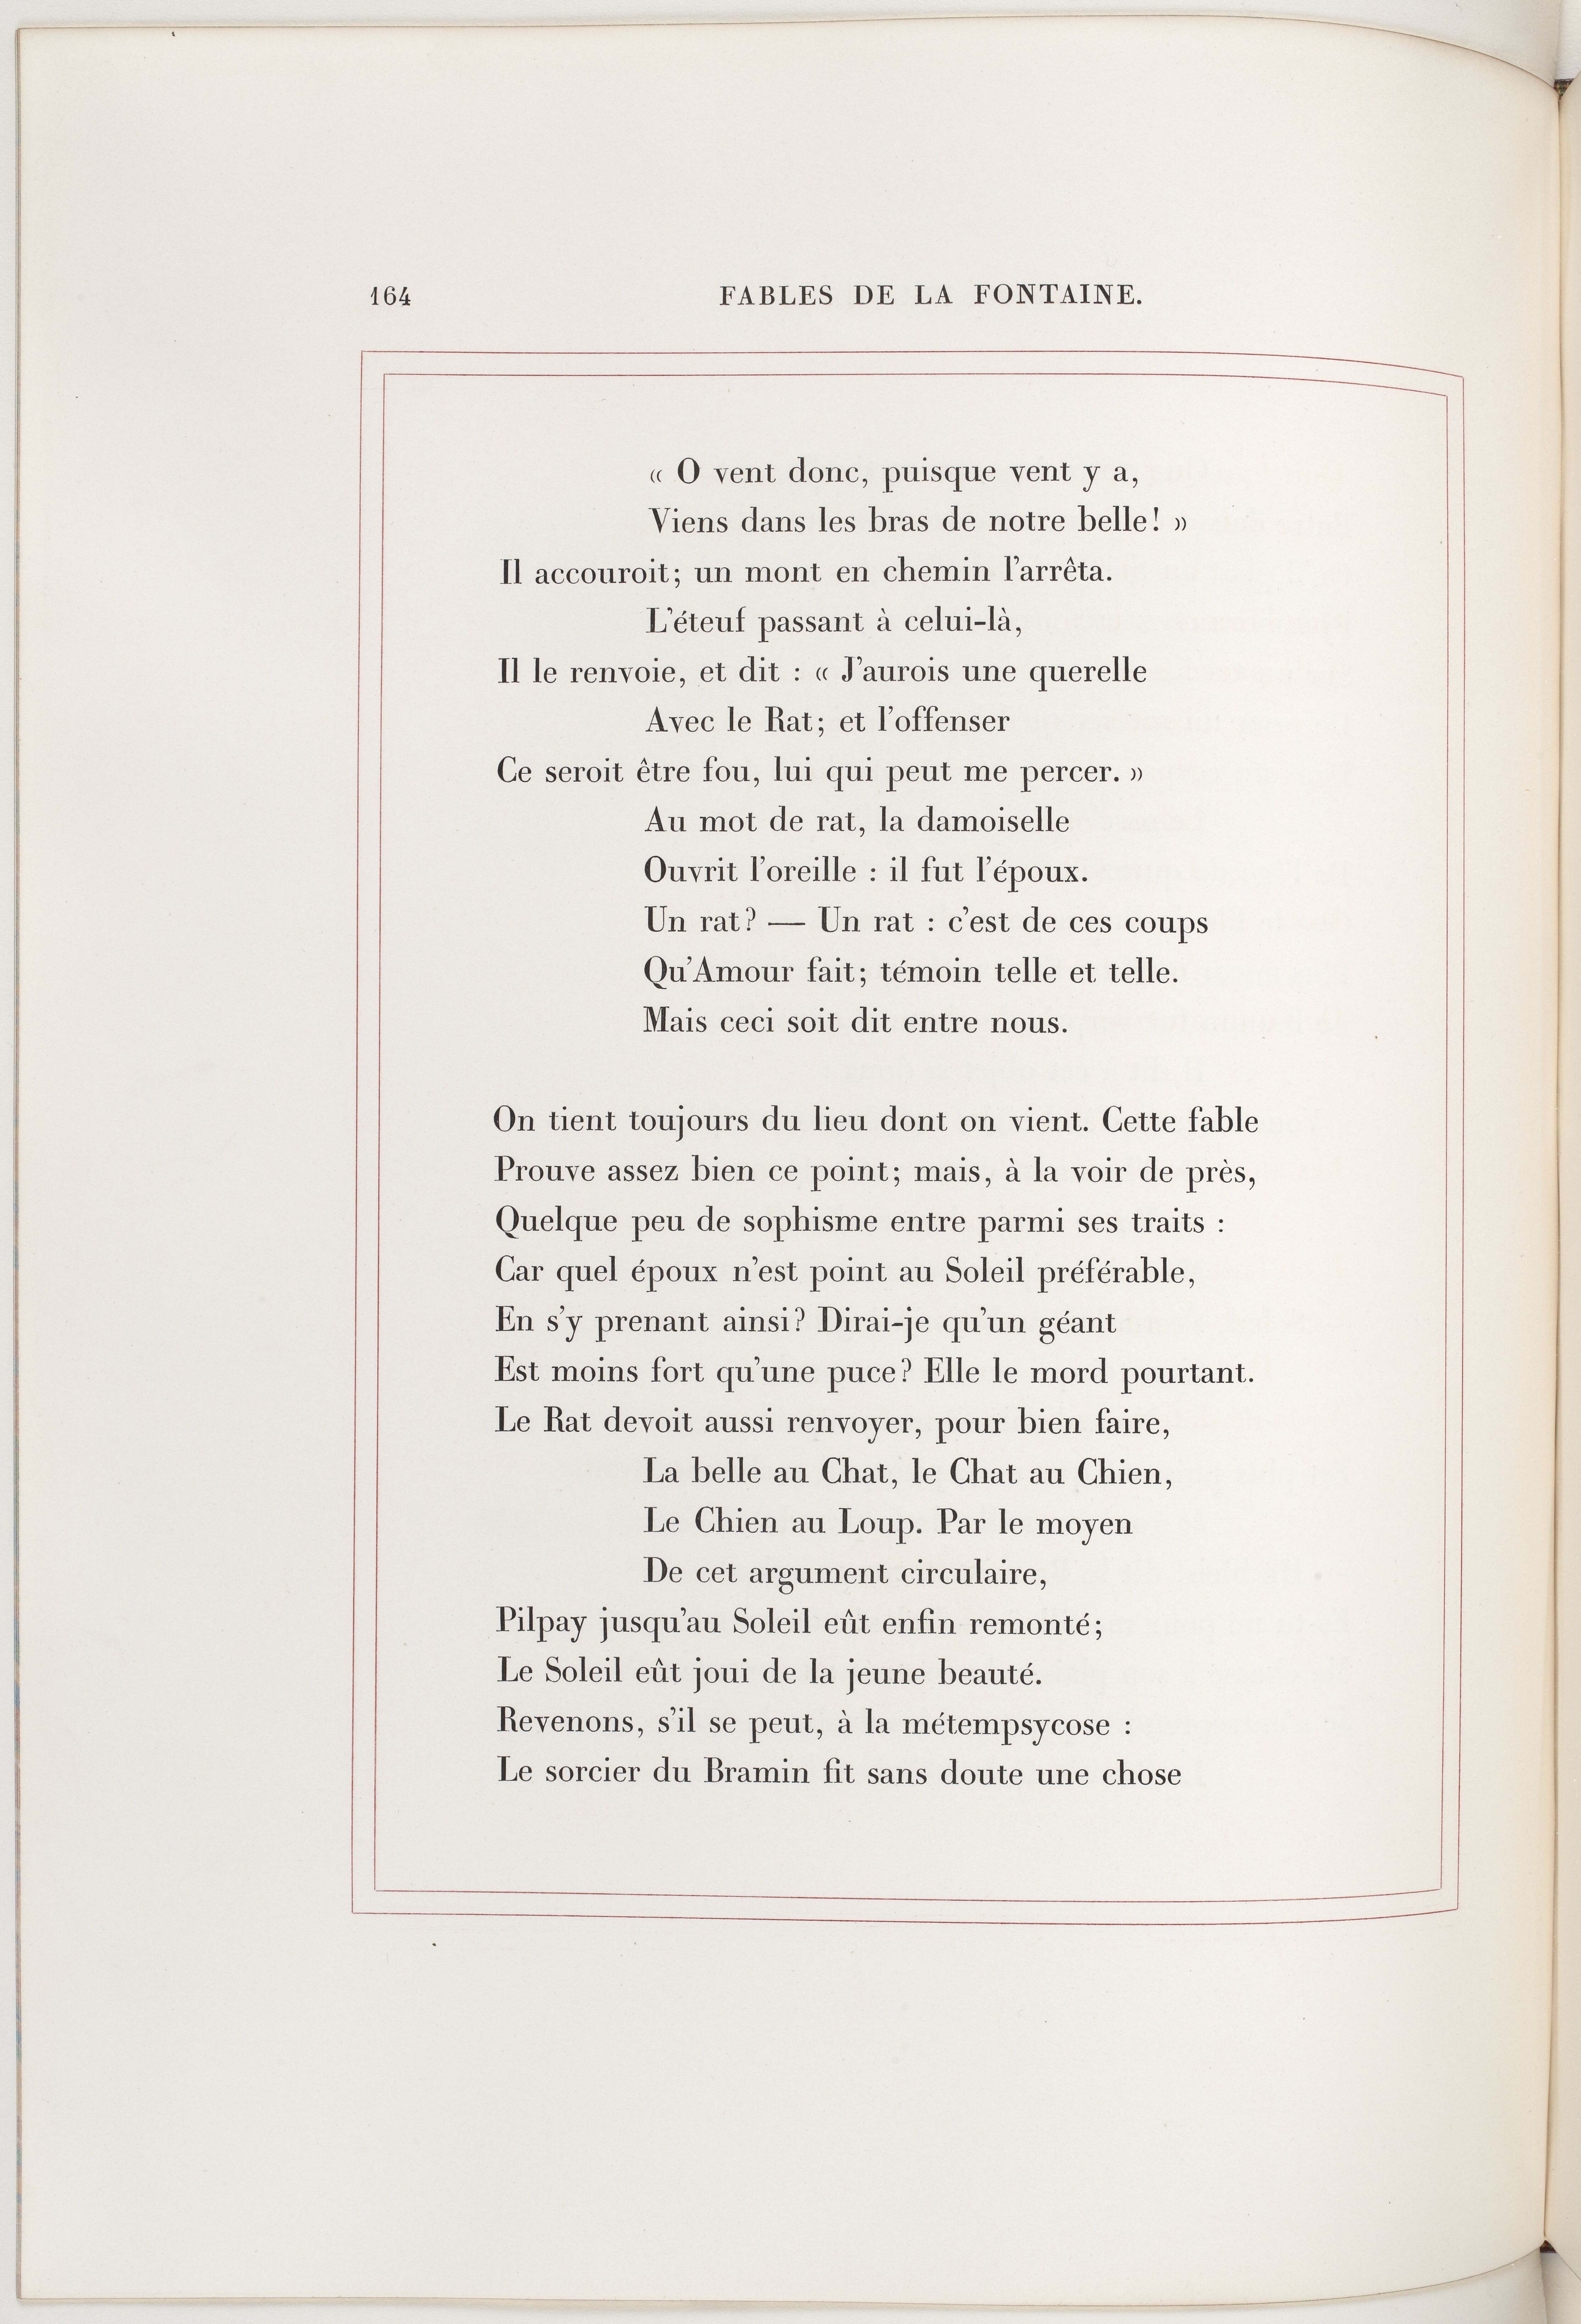 164 FABLES DE LA FONTAINE.
« O vent donc, puisque vent y a,
Viens dans les bras de notre belle! »
Il accouroit; un mont en chemin l'arrêta.
L'éteuf passant à celui-là,
Il le renvoie, et dit : « J'aurois une querelle
Avec le Rat; et l'offenser
Ce seroit être fou, lui qui peut me percer. »
Au mot de rat, la damoiselle
Ouvrit l'oreille : il fut l'époux.
Un rat? — Un rat : c'est de ces coups
Qu'Amour fait; témoin telle et telle.
Mais ceci soit dit entre nous.
On tient toujours du lieu dont on vient. Cette fable
Prouve assez bien ce point; mais, à la voir de près,
Quelque peu de sophisme entre parmi ses traits :
Car quel époux n'est point au Soleil préférable,
En s'y prenant ainsi? Dirai-je qu'un géant
Est moins fort qu'une puce? Elle le mord pourtant.
Le Rat devoit aussi renvoyer, pour bien faire,
La belle au Chat, le Chat au Chien,
Le Chien au Loup. Par le moyen
De cet argument circulaire,
Pilpay jusqu'au Soleil eût enfin remonté;
Le Soleil eût joui de la jeune beauté.
Revenons, s'il se peut, à la métempsycose :
Le sorcier du Bramin fit sans doute une chose